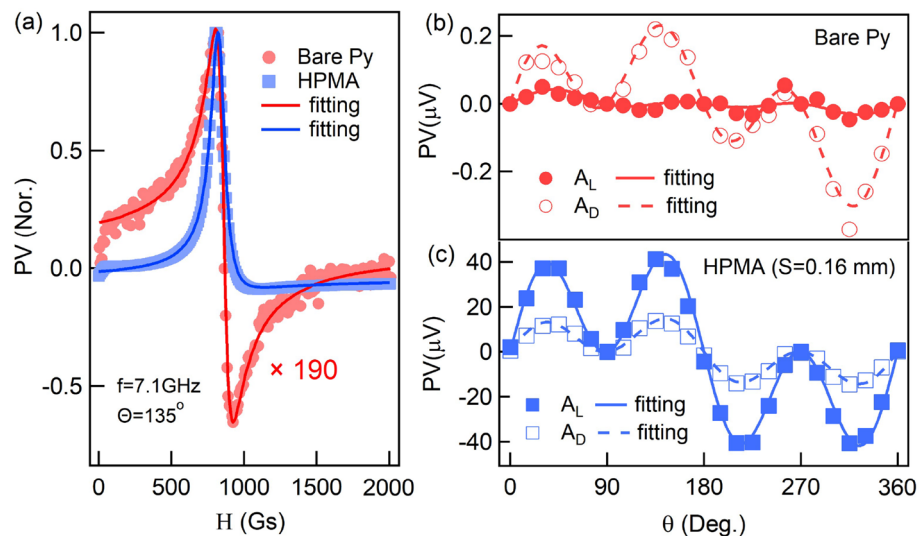 (a)
1.0
0.5
0.0
-0.5
PV (Nor.)
Bare Py
HPMA
fitting
fitting
× 190
f=7.1GHz
Θ=135°
0 500 1000 1500 2000
H (Gs)
(b)
Bare Py
0.2
0.0
-0.2
PV(μV)
A_L fitting
A_D fitting
(c)
HPMA (S=0.16 mm)
40
20
0
-20
-40
PV(μV)
A_L fitting
A_D fitting
0 90 180 270 360
θ (Deg.)